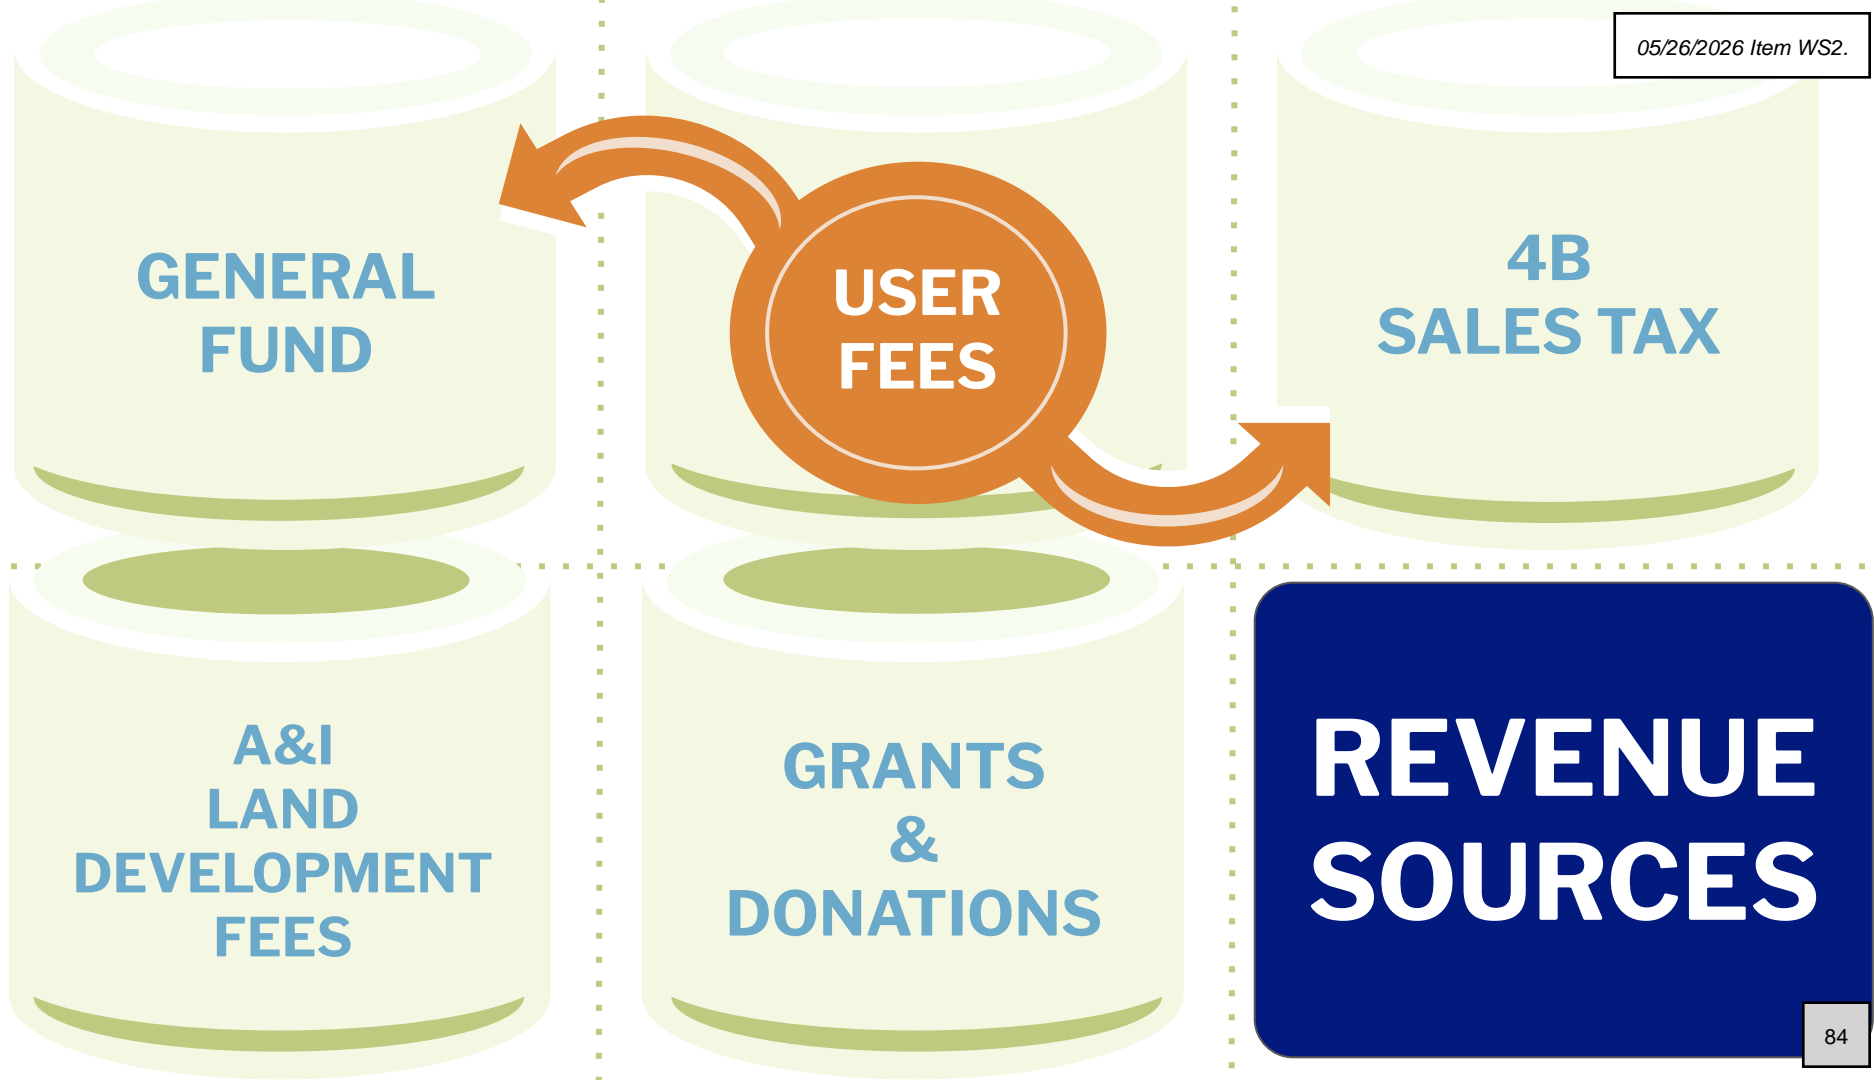 05/26/2026 Item WS2.
GENERAL
FUND
USER
FEES
4B
SALES TAX
A&I
LAND
DEVELOPMENT
FEES
GRANTS
&
DONATIONS
REVENUE
SOURCES
84